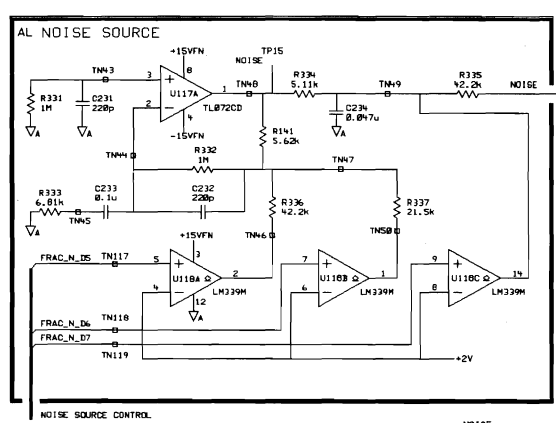 AL NOISE SOURCE
+15VFN
TP15
NOISE
TN43
TN48
R334
5.11k
TN49
R335
42.2k
NOISE
R331
1M
C231
220p
3
8
U117A
1
TL072CD
2
4
-15VFN
C234
0.047u
A
A
A
R141
5.62k
TN44
R332
1M
TN47
R333
6.81k
C233
0.1u
C232
220p
R336
42.2k
R337
21.5k
A
TN45
TN46
TN50
+15VFN
FRAC_N_D5
TN117
5
3
U118A Ω
2
LM339M
4
12
A
7
U118B Ω
1
LM339M
6
9
U118C Ω
14
LM339M
8
FRAC_N_D6
TN118
FRAC_N_D7
TN119
+2V
NOISE SOURCE CONTROL